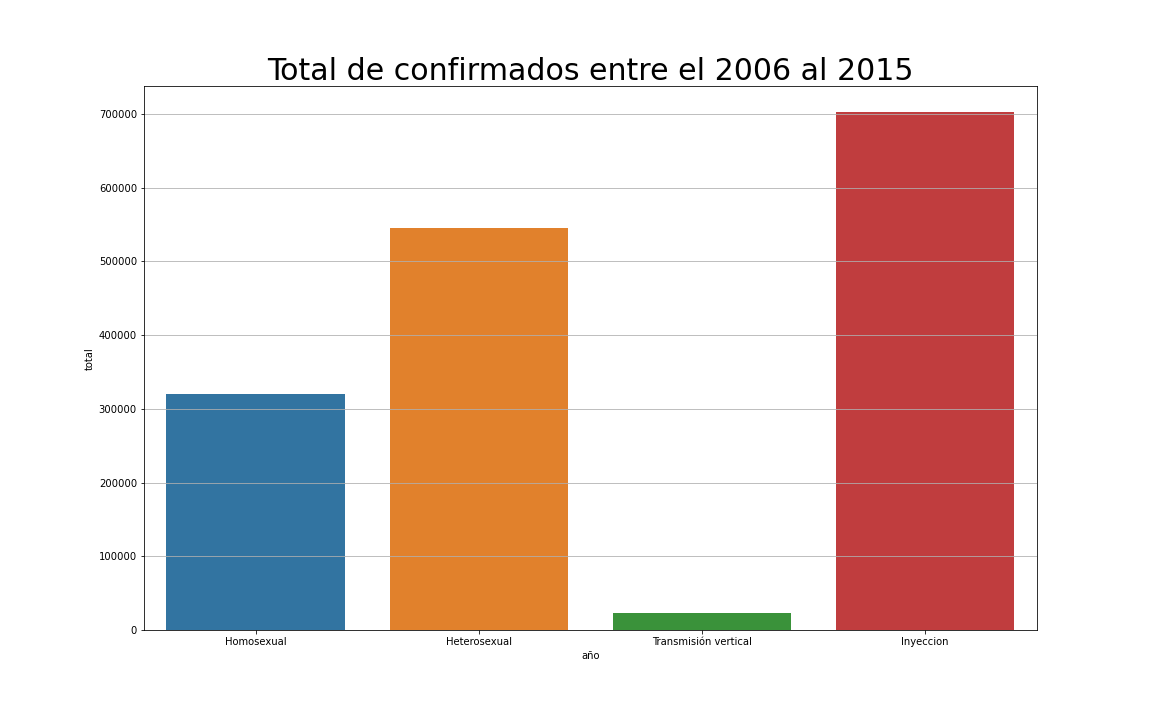 Total de confirmados entre el 2006 al 2015
700000
600000
500000
400000
300000
200000
100000
0
total
Homosexual
Heterosexual
Transmisión vertical
Inyeccion
año